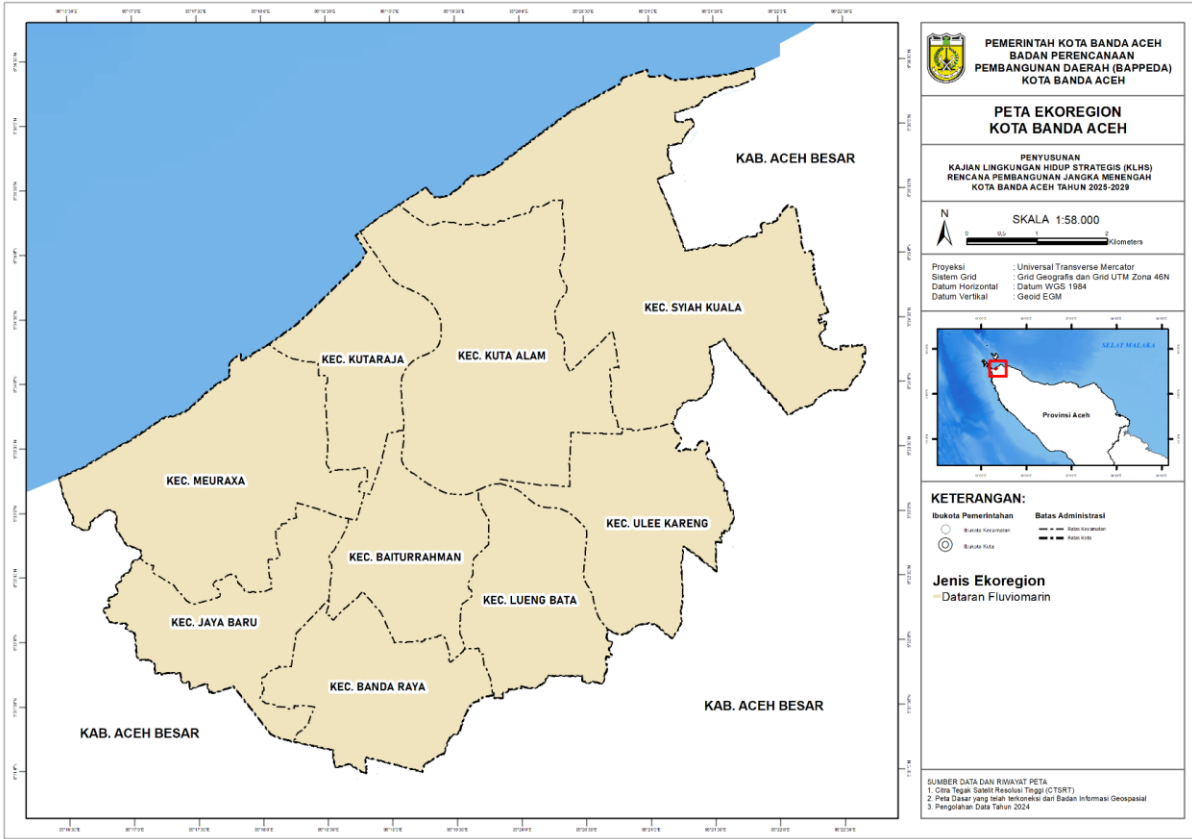 KAB. ACEH BESAR
KEC. SYIAH KUALA
KEC. KUTARAJA
KEC. KUTA ALAM
KEC. MEURAXA
KEC. ULEE KARENG
KEC. BAITURRAHMAN
KEC. LUENG BATA
KEC. JAYA BARU
KEC. BANDA RAYA
KAB. ACEH BESAR
KAB. ACEH BESAR
PEMERINTAH KOTA BANDA ACEH
BADAN PERENCANAAN
PEMBANGUNAN DAERAH (BAPPEDA)
KOTA BANDA ACEH
PETA EKOREGION
KOTA BANDA ACEH
PENYUSUNAN
KAJIAN LINGKUNGAN HIDUP STRATEGIS (KLHS)
RENCANA PEMBANGUNAN JANGKA MENENGAH
KOTA BANDA ACEH TAHUN 2025-2029
N
SKALA 1:58.000
0 0,5 1 2
Kilometers
Proyeksi : Universal Transverse Mercator
Sistem Grid : Grid Geografis dan Grid UTM Zona 46N
Datum Horizontal : Datum WGS 1984
Datum Vertikal : Geoid EGM
SELAT MALAKA
Provinsi Aceh
KETERANGAN:
Ibukota Pemerintahan Batas Administrasi
Ibukota Kecamatan Batas Kecamatan
Ibukota Kota Batas Kota
Jenis Ekoregion
Dataran Fluviomarin
SUMBER DATA DAN RIWAYAT PETA
1. Citra Tegak Satelit Resolusi Tinggi (CTSRT)
2. Peta Dasar yang telah terkoneksi dari Badan Informasi Geospasial
3. Pengolahan Data Tahun 2024